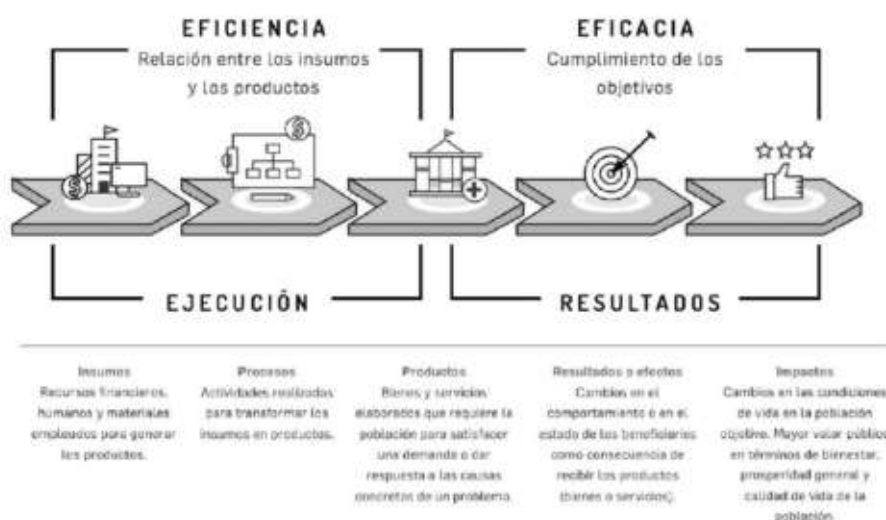 EFICIENCIA
Relación entre los insumos
y los productos
EFICACIA
Cumplimiento de los
objetivos
EJECUCIÓN
RESULTADOS
Insumos
Recursos financieros,
humanos y materiales
empleados para generar
los productos.
Procesos
Actividades realizadas
para transformar los
insumos en productos.
Productos
Bienes y servicios
elaborados que requiere la
población para satisfacer
una demanda o dar
respuesta a las causas
concretas de un problema.
Resultados o efectos
Cambios en el
comportamiento o en el
estado de los beneficiarios
como consecuencia de
recibir los productos
(bienes o servicios).
Impactos
Cambios en las condiciones
de vida en la población
objetivo. Mayor valor público
en términos de bienestar,
prosperidad general y
calidad de vida de la
población.